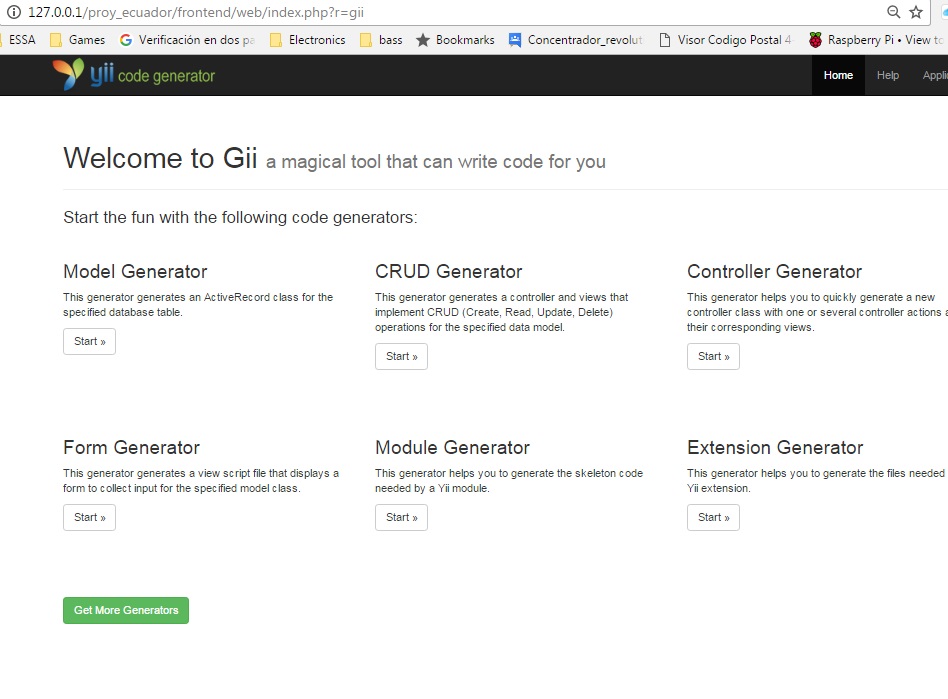 127.0.0.1/proy_ecuador/frontend/web/index.php?r=gii
ESSA Games Verificación en dos pa Electronics bass Bookmarks Concentrador_revolut Visor Codigo Postal 4 Raspberry Pi • View to
yii code generator Home Help Appli
Welcome to Gii a magical tool that can write code for you
Start the fun with the following code generators:
Model Generator
This generator generates an ActiveRecord class for the
specified database table.
Start »
CRUD Generator
This generator generates a controller and views that
implement CRUD (Create, Read, Update, Delete)
operations for the specified data model.
Start »
Controller Generator
This generator helps you to quickly generate a new
controller class with one or several controller actions a
their corresponding views.
Start »
Form Generator
This generator generates a view script file that displays a
form to collect input for the specified model class.
Start »
Module Generator
This generator helps you to generate the skeleton code
needed by a Yii module.
Start »
Extension Generator
This generator helps you to generate the files needed
Yii extension.
Start »
Get More Generators